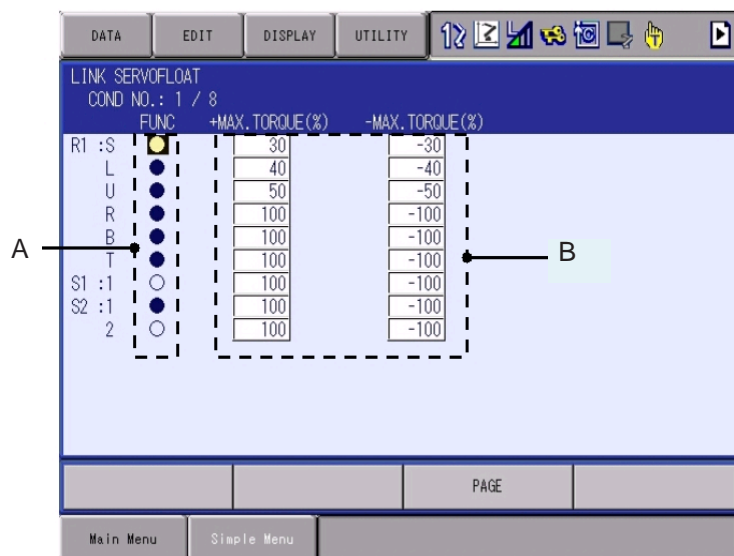 DATA EDIT DISPLAY UTILITY
LINK SERVOFLOAT
COND NO.: 1 / 8
FUNC +MAX.TORQUE(%) -MAX.TORQUE(%)
R1 :S 30 -30
L 40 -40
U 50 -50
R 100 -100
B 100 -100
T 100 -100
S1 :1 100 -100
S2 :1 100 -100
2 100 -100
A
B
PAGE
Main Menu Simple Menu